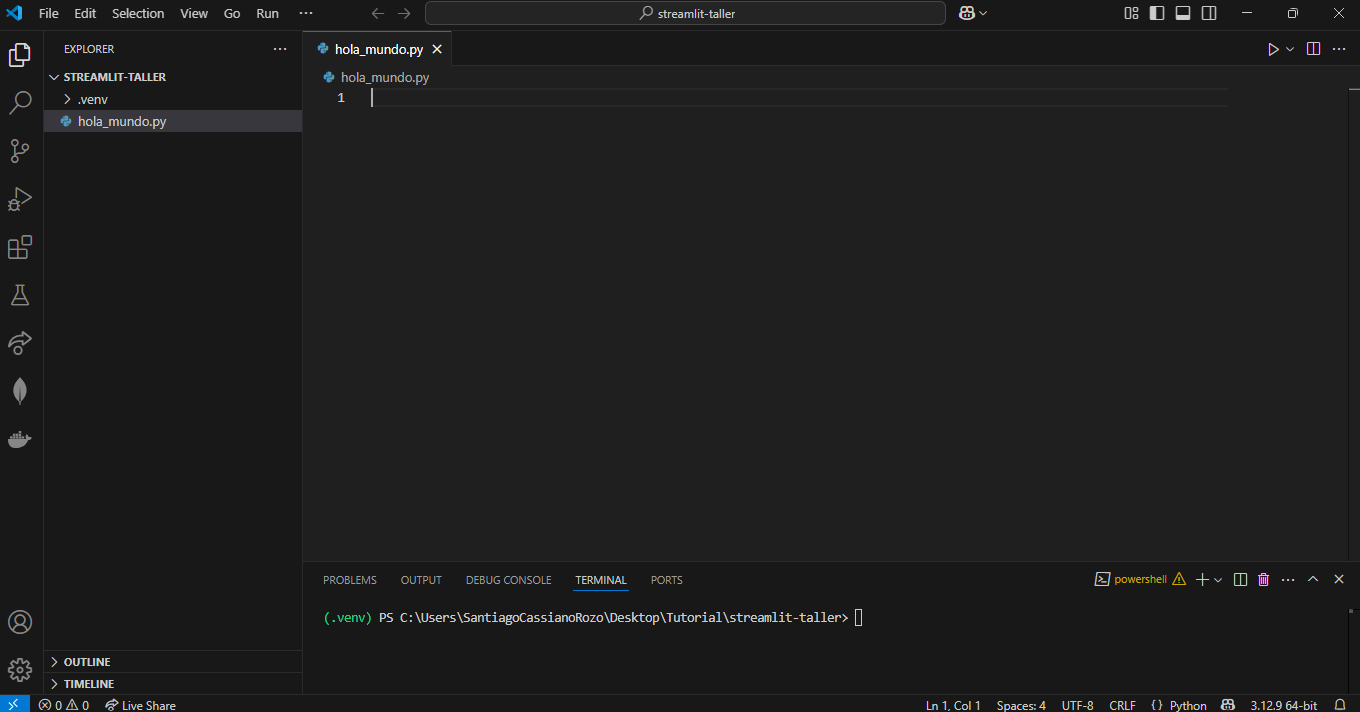 File Edit Selection View Go Run ··· streamlit-taller
EXPLORER ···
STREAMLIT-TALLER
.venv
hola_mundo.py
OUTLINE
TIMELINE
hola_mundo.py
hola_mundo.py
1
PROBLEMS OUTPUT DEBUG CONSOLE TERMINAL PORTS powershell
(.venv) PS C:\Users\SantiagoCassianoRozo\Desktop\Tutorial\streamlit-taller>
0 0 Live Share Ln 1, Col 1 Spaces: 4 UTF-8 CRLF {} Python 3.12.9 64-bit